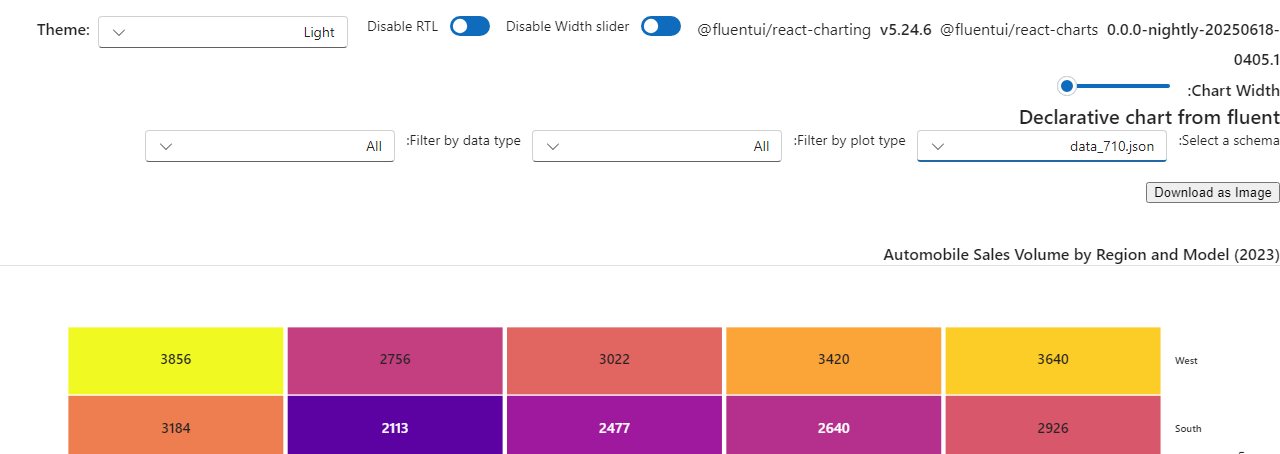 Theme: Light Disable RTL Disable Width slider @fluentui/react-charting v5.24.6 @fluentui/react-charts 0.0.0-nightly-20250618-
0405.1
:Chart Width
Declarative chart from fluent
:Select a schema data_710.json :Filter by plot type All :Filter by data type All
Download as Image
Automobile Sales Volume by Region and Model (2023)
3856 2756 3022 3420 3640 West
3184 2113 2477 2640 2926 South